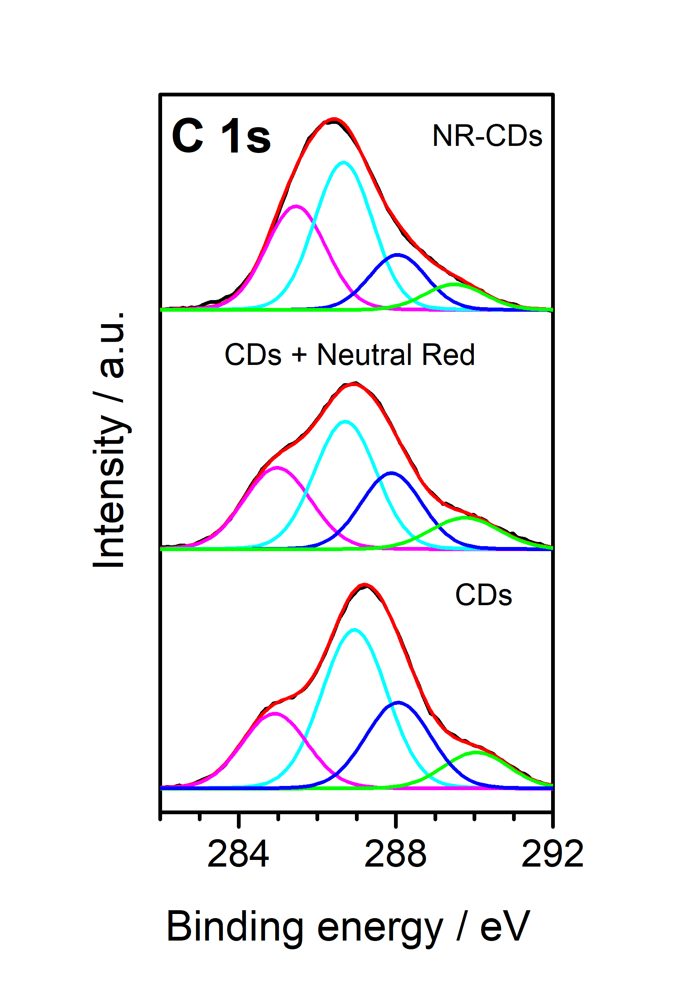 C 1s
NR-CDs
CDs + Neutral Red
CDs
Intensity / a.u.
284 288 292
Binding energy / eV